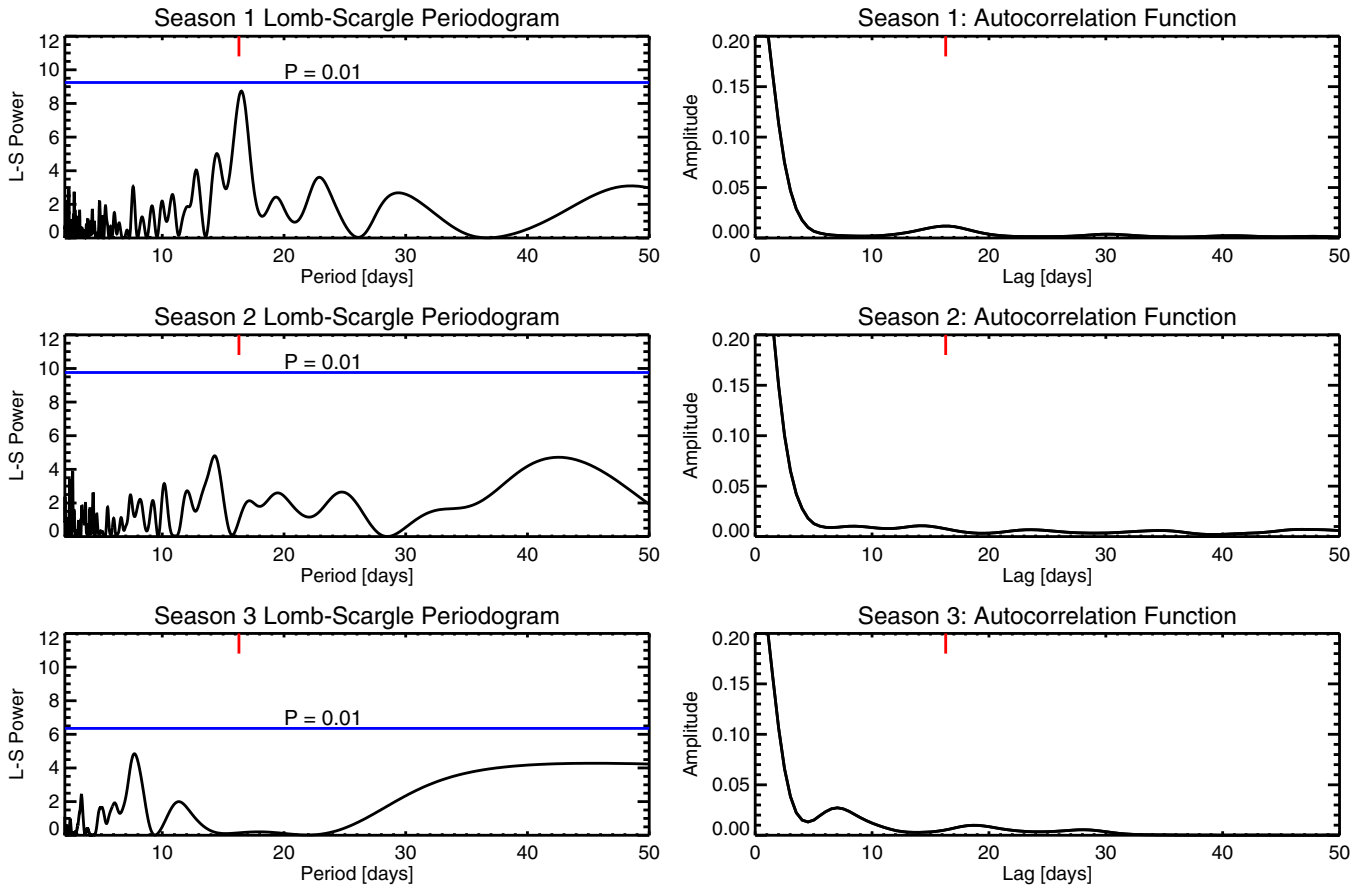 Season 1 Lomb-Scargle Periodogram
12
10
8
6
4
2
0
L-S Power
P = 0.01
10 20 30 40 50
Period [days]
Season 1: Autocorrelation Function
0.20
0.15
0.10
0.05
0.00
Amplitude
0 10 20 30 40 50
Lag [days]
Season 2 Lomb-Scargle Periodogram
12
10
8
6
4
2
0
L-S Power
P = 0.01
10 20 30 40 50
Period [days]
Season 2: Autocorrelation Function
0.20
0.15
0.10
0.05
0.00
Amplitude
0 10 20 30 40 50
Lag [days]
Season 3 Lomb-Scargle Periodogram
12
10
8
6
4
2
0
L-S Power
P = 0.01
10 20 30 40 50
Period [days]
Season 3: Autocorrelation Function
0.20
0.15
0.10
0.05
0.00
Amplitude
0 10 20 30 40 50
Lag [days]